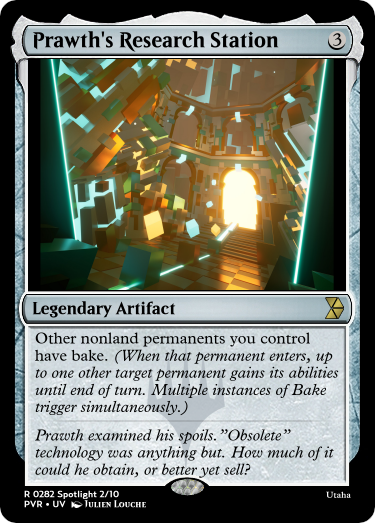 Prawth's Research Station 3
Legendary Artifact
Other nonland permanents you control
have bake. (When that permanent enters, up
to one other target permanent gains its abilities
until end of turn. Multiple instances of Bake
trigger simultaneously.)
Prawth examined his spoils."Obsolete"
technology was anything but. How much of it
could he obtain, or better yet sell?
R 0282 Spotlight 2/10
PVR • UV Julien Louche
Utaha